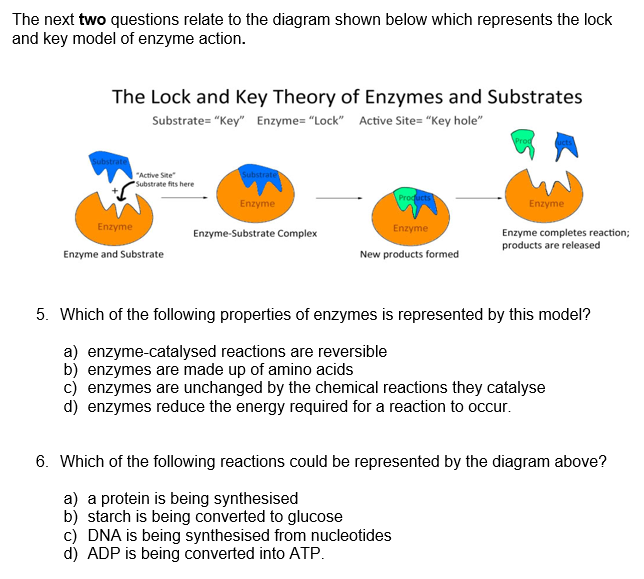 The next two questions relate to the diagram shown below which represents the lock
and key model of enzyme action.
The Lock and Key Theory of Enzymes and Substrates
Substrate= “Key” Enzyme= “Lock” Active Site= “Key hole”
Substrate
"Active Site"
Substrate fits here
+
Enzyme
Enzyme and Substrate
Substrate
Enzyme
Enzyme-Substrate Complex
Products
Enzyme
New products formed
Prod
ucts
Enzyme
Enzyme completes reaction;
products are released
5. Which of the following properties of enzymes is represented by this model?
a) enzyme-catalysed reactions are reversible
b) enzymes are made up of amino acids
c) enzymes are unchanged by the chemical reactions they catalyse
d) enzymes reduce the energy required for a reaction to occur.
6. Which of the following reactions could be represented by the diagram above?
a) a protein is being synthesised
b) starch is being converted to glucose
c) DNA is being synthesised from nucleotides
d) ADP is being converted into ATP.